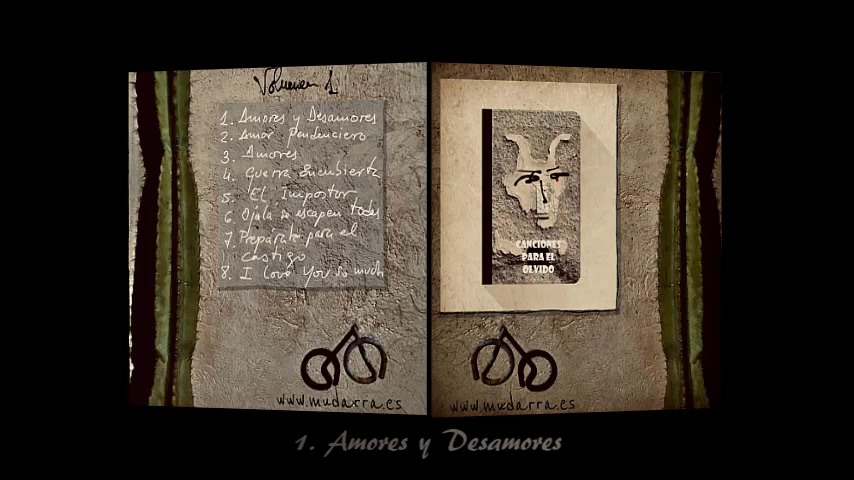 Volumen 1
1. Amores y Desamores
2. Amor pendenciero
3. Amores
4. Guerra Encubierta
5. El Impostor
6. Ojala se escapen todos
7. Prepárate para el
castigo
8. I love You so much
www.mudarra.es
CANCIONES
PARA EL
OLVIDO
www.mudarra.es
1. Amores y Desamores